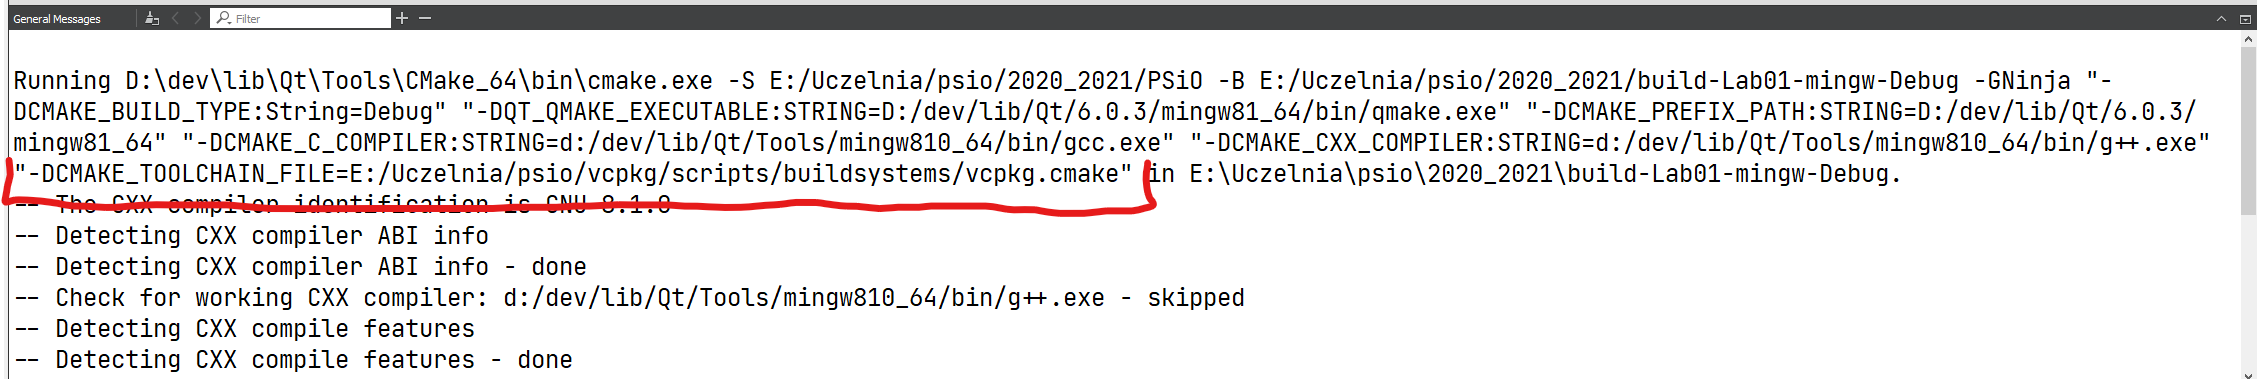 General Messages Filter
Running D:\dev\lib\Qt\Tools\CMake_64\bin\cmake.exe -S E:/Uczelnia/psio/2020_2021/PSiO -B E:/Uczelnia/psio/2020_2021/build-Lab01-mingw-Debug -GNinja "-
DCMAKE_BUILD_TYPE:String=Debug" "-DQT_QMAKE_EXECUTABLE:STRING=D:/dev/lib/Qt/6.0.3/mingw81_64/bin/qmake.exe" "-DCMAKE_PREFIX_PATH:STRING=D:/dev/lib/Qt/6.0.3/
mingw81_64" "-DCMAKE_C_COMPILER:STRING=d:/dev/lib/Qt/Tools/mingw810_64/bin/gcc.exe" "-DCMAKE_CXX_COMPILER:STRING=d:/dev/lib/Qt/Tools/mingw810_64/bin/g++.exe"
"-DCMAKE_TOOLCHAIN_FILE=E:/Uczelnia/psio/vcpkg/scripts/buildsystems/vcpkg.cmake" in E:\Uczelnia\psio\2020_2021\build-Lab01-mingw-Debug.
-- The CXX compiler identification is GNU 8.1.0
-- Detecting CXX compiler ABI info
-- Detecting CXX compiler ABI info - done
-- Check for working CXX compiler: d:/dev/lib/Qt/Tools/mingw810_64/bin/g++.exe - skipped
-- Detecting CXX compile features
-- Detecting CXX compile features - done